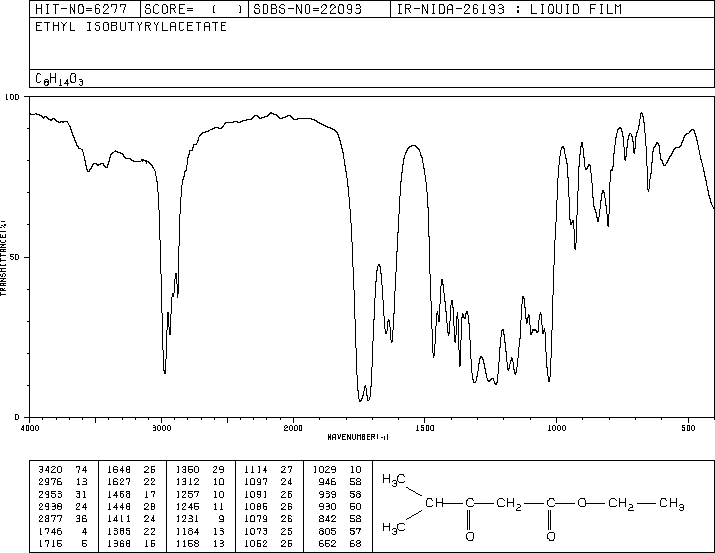 HIT-NO=6277 SCORE= ( ) SDBS-NO=22093 IR-NIDA-26193 : LIQUID FILM
ETHYL ISOBUTYRYLACETATE
C8H14O3
100
50
0
TRANSMITTANCE(%)
4000 3000 2000 1500 1000 500
WAVENUMBER(-1)
3420 74 1648 26 1360 29 1114 27 1029 10
2976 13 1627 22 1312 10 1097 24 946 58
2953 31 1468 17 1257 10 1091 26 939 58
2938 24 1448 28 1245 11 1086 26 930 50
2877 36 1411 24 1231 9 1079 26 842 58
1746 4 1385 22 1184 13 1073 25 805 57
1715 5 1368 16 1158 13 1052 26 652 68
H3C
CH C CH2 C O CH2 CH3
H3C
O O